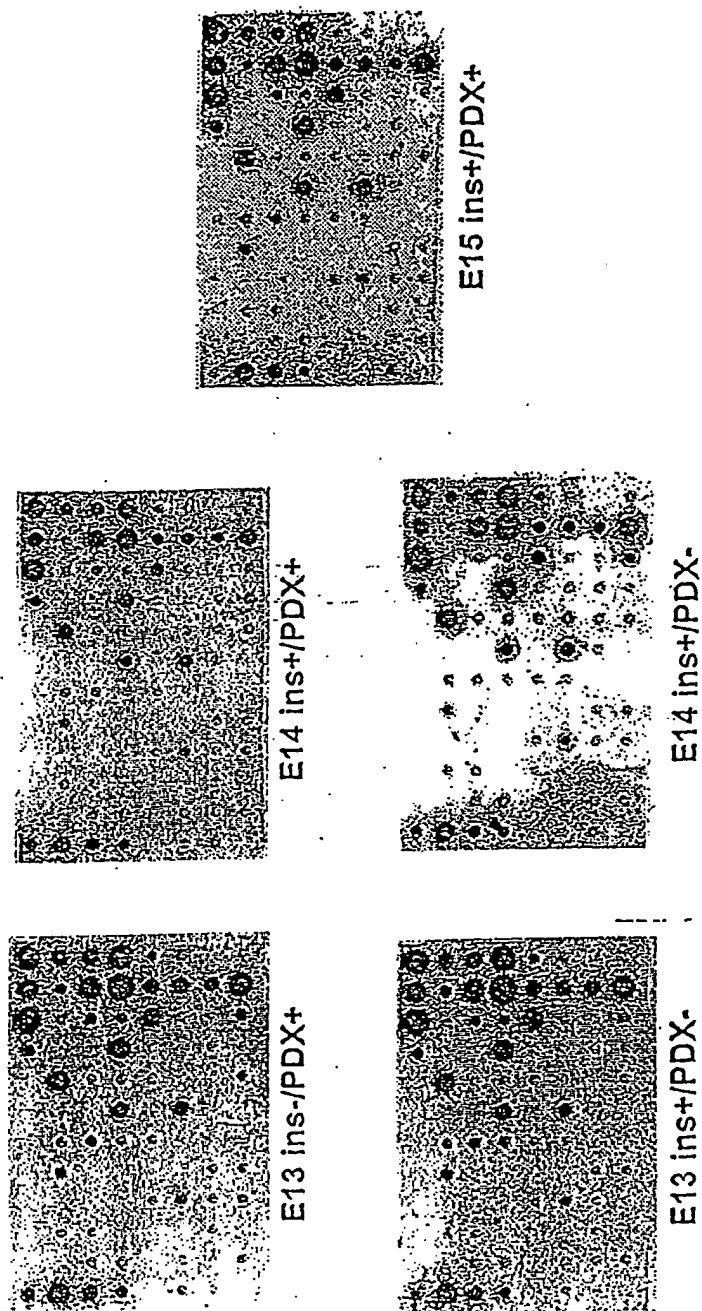 E15 ins+/PDX+
E14 ins+/PDX+
E14 ins+/PDX-
E13 ins-/PDX+
E13 ins+/PDX-